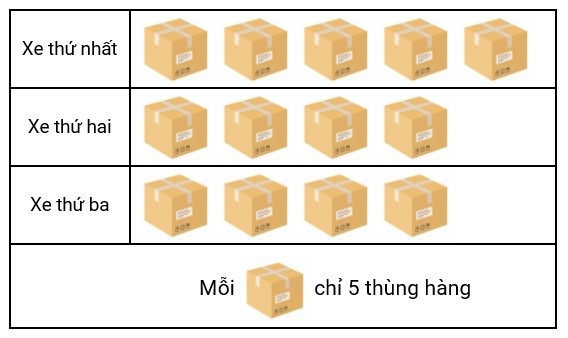 Xe thứ nhất
Xe thứ hai
Xe thứ ba
Mỗi chỉ 5 thùng hàng